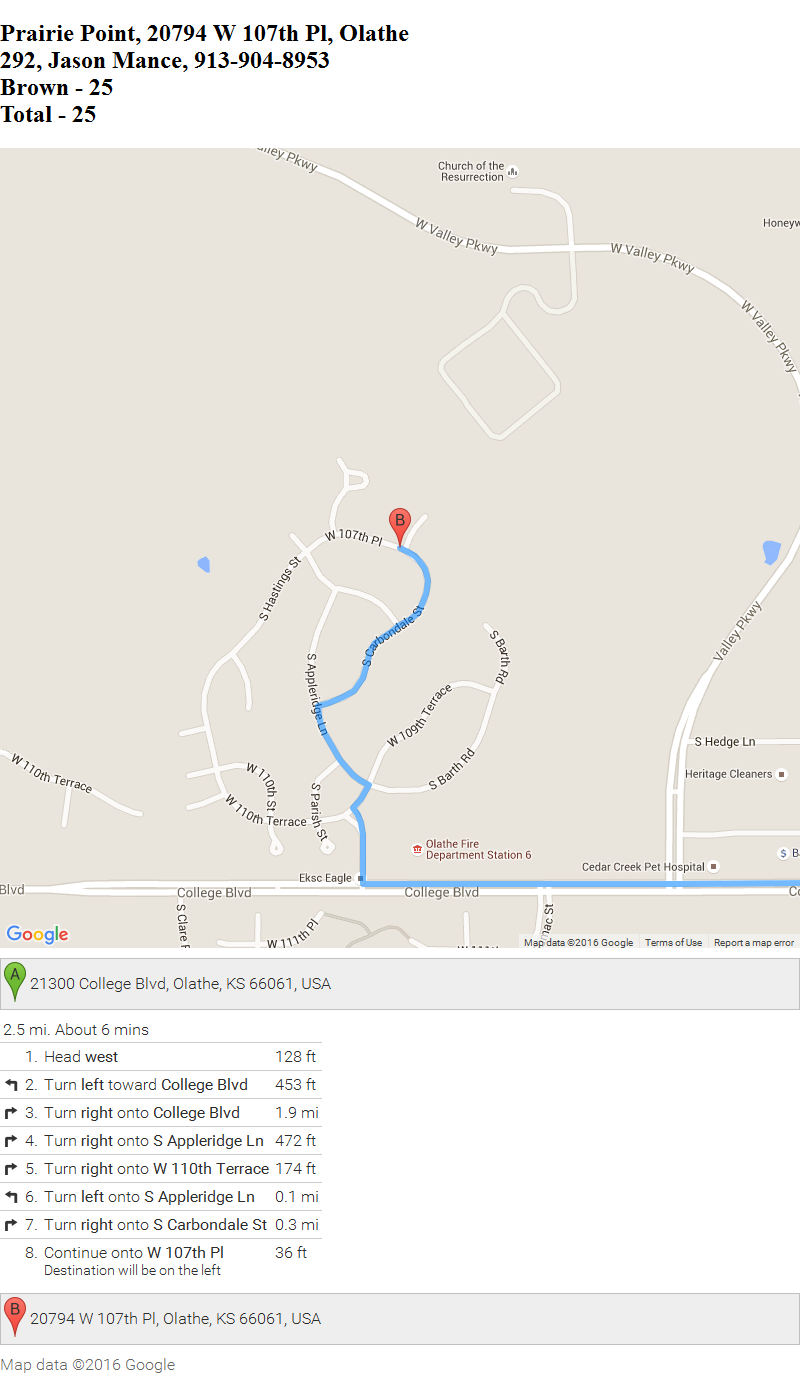 Prairie Point, 20794 W 107th Pl, Olathe
292, Jason Mance, 913-904-8953
Brown - 25
Total - 25
Valley Pkwy
Church of the
Resurrection
W Valley Pkwy
W Valley Pkwy
Honeyw
W Valley Pkwy
B
W 107th Pl
S Hastings St
S Carbondale St
Valley Pkwy
S Barth Rd
S Appleridge Ln
W 109th Terrace
S Hedge Ln
W 110th Terrace
W 110th St
S Barth Rd
Heritage Cleaners
S Parish St
W 110th Terrace
Olathe Fire
Department Station 6
$ B
Cedar Creek Pet Hospital
Eksc Eagle
Blvd
College Blvd
College Blvd
Co
S Clare R
W 111th Pl
mac St
Google
Map data ©2016 Google Terms of Use Report a map error
A 21300 College Blvd, Olathe, KS 66061, USA
2.5 mi. About 6 mins
1. Head west 128 ft
2. Turn left toward College Blvd 453 ft
3. Turn right onto College Blvd 1.9 mi
4. Turn right onto S Appleridge Ln 472 ft
5. Turn right onto W 110th Terrace 174 ft
6. Turn left onto S Appleridge Ln 0.1 mi
7. Turn right onto S Carbondale St 0.3 mi
8. Continue onto W 107th Pl 36 ft
Destination will be on the left
B 20794 W 107th Pl, Olathe, KS 66061, USA
Map data ©2016 Google